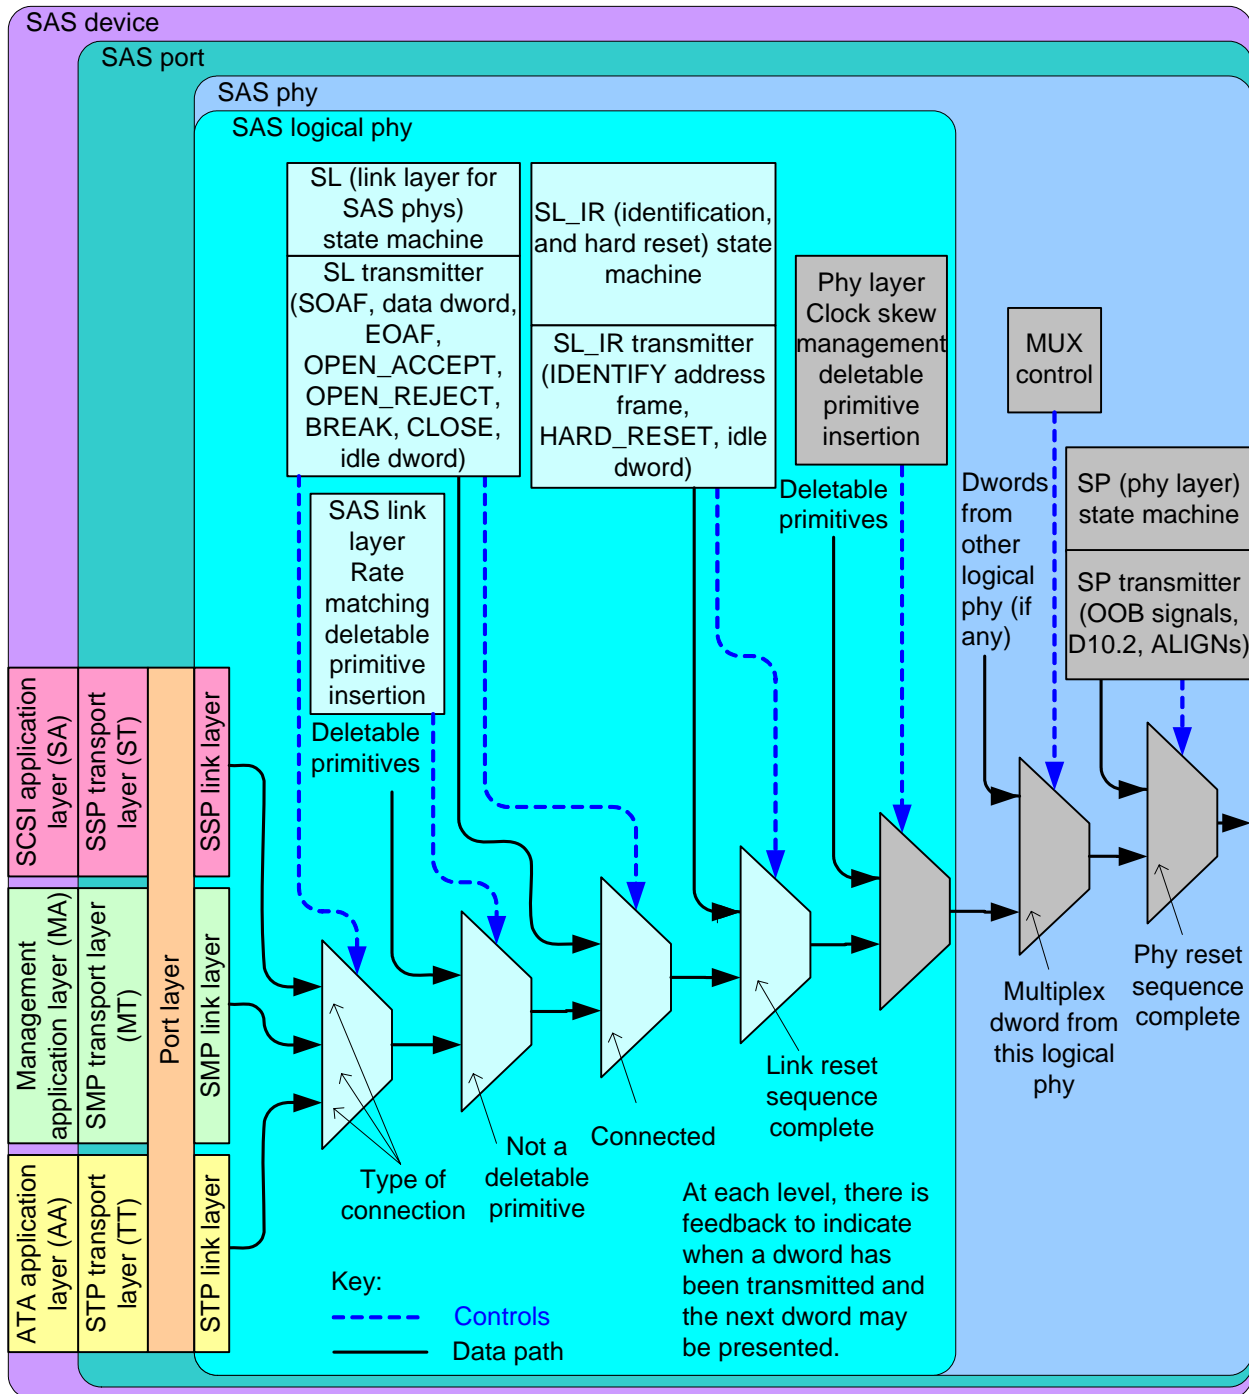 SAS device
SAS port
SAS phy
SAS logical phy
SL (link layer for
SAS phys)
state machine
SL transmitter
(SOAF, data dword,
EOAF,
OPEN_ACCEPT,
OPEN_REJECT,
BREAK, CLOSE,
idle dword)
SL_IR (identification,
and hard reset) state
machine
SL_IR transmitter
(IDENTIFY address
frame,
HARD_RESET, idle
dword)
Phy layer
Clock skew
management
deletable
primitive
insertion
MUX
control
SP (phy layer)
state machine
SP transmitter
(OOB signals,
D10.2, ALIGNs)
SAS link
layer
Rate
matching
deletable
primitive
insertion
Deletable
primitives
Deletable
primitives
Dwords
from
other
logical
phy (if
any)
SCSI application
layer (SA)
SSP transport
layer (ST)
SSP link layer
Management
application layer (MA)
SMP transport layer
(MT)
SMP link layer
ATA application
layer (AA)
STP transport
layer (TT)
STP link layer
Port layer
Type of
connection
Not a
deletable
primitive
Connected
Link reset
sequence
complete
Multiplex
dword from
this logical
phy
Phy reset
sequence
complete
At each level, there is
feedback to indicate
when a dword has
been transmitted and
the next dword may
be presented.
Key:
Controls
Data path